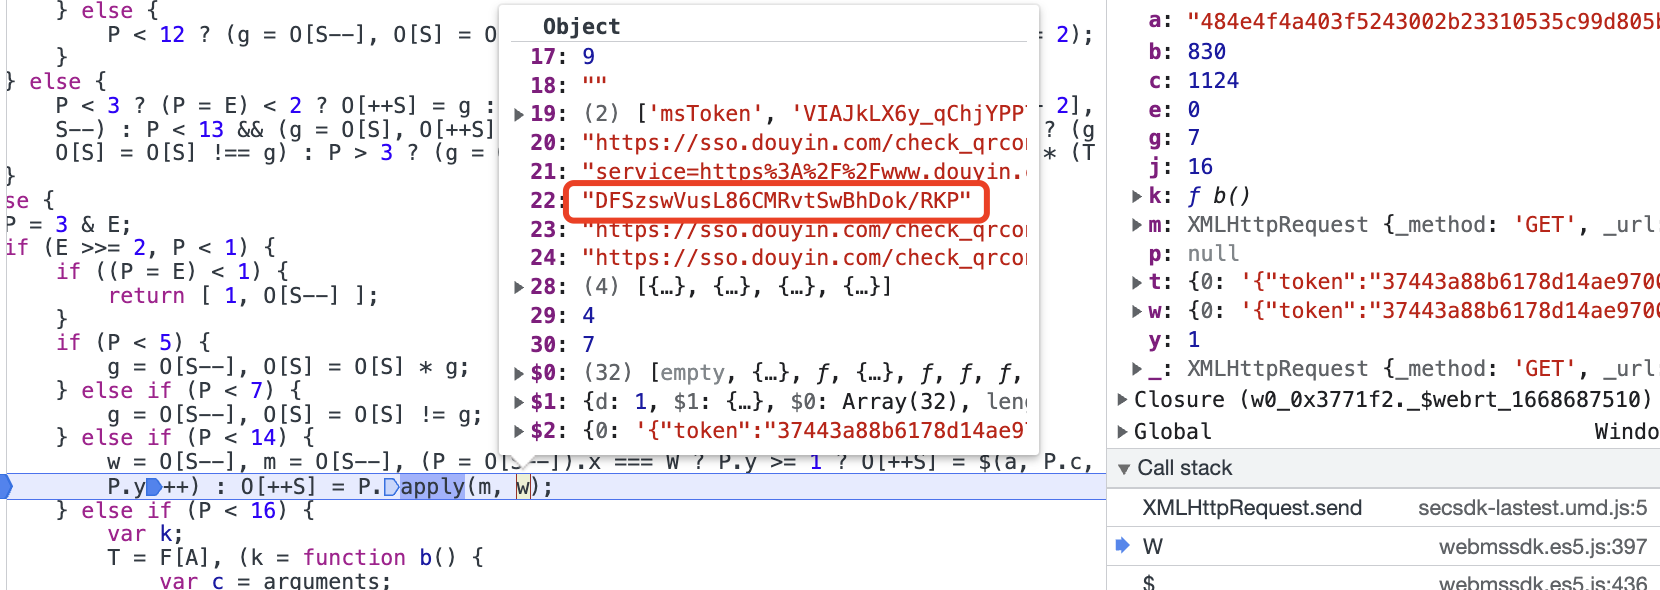 } else {
P < 12 ? (g = O[S--], O[S] = O
= 2);
}
} else {
P < 3 ? (P = E) < 2 ? O[++S] = g :
2],
S--) : P < 13 && (g = O[S], O[++S]
? (g
O[S] = O[S] !== g) : P > 3 ? (g =
* (T
}
se {
P = 3 & E;
if (E >>= 2, P < 1) {
if ((P = E) < 1) {
return [ 1, O[S--] ];
}
if (P < 5) {
g = O[S--], O[S] = O[S] * g;
} else if (P < 7) {
g = O[S--], O[S] = O[S] != g;
} else if (P < 14) {
w = O[S--], m = O[S--], (P = O[S--]).x === W ? P.y >= 1 ? O[++S] = $(a, P.c,
P.y++) : O[++S] = P.apply(m, w);
} else if (P < 16) {
var k;
T = F[A], (k = function b() {
var c = arguments;
Object
17: 9
18: ""
19: (2) ['msToken', 'VIAJkLX6y_qChjYPP
20: "https://sso.douyin.com/check_qrco
21: "service=https%3A%2F%2Fwww.douyin.
22: "DFSzswVusL86CMRvtSwBhDok/RKP"
23: "https://sso.douyin.com/check_qrco
24: "https://sso.douyin.com/check_qrco
28: (4) [{…}, {…}, {…}, {…}]
29: 4
30: 7
$0: (32) [empty, {…}, ƒ, {…}, ƒ, ƒ, ƒ,
$1: {d: 1, $1: {…}, $0: Array(32), len
$2: {0: '{"token":"37443a88b6178d14ae9
a: "484e4f4a403f5243002b23310535c99d805
b: 830
c: 1124
e: 0
g: 7
j: 16
k: ƒ b()
m: XMLHttpRequest {_method: 'GET', _url
p: null
t: {0: '{"token":"37443a88b6178d14ae970
w: {0: '{"token":"37443a88b6178d14ae970
y: 1
_: XMLHttpRequest {_method: 'GET', _url
Closure (w0_0x3771f2._$webrt_1668687510)
Global Windo
Call stack
XMLHttpRequest.send secsdk-lastest.umd.js:5
W webmssdk.es5.js:397
$ webmssdk.es5.js:436